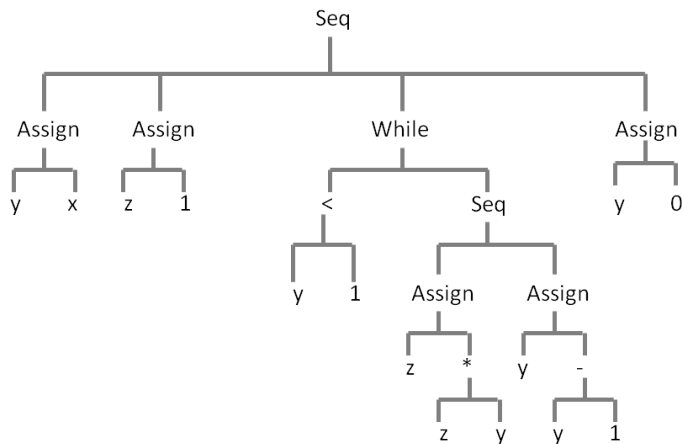 Seq
Assign Assign While Assign
y x z 1 < Seq y 0
y 1 Assign Assign
z * y -
z y y 1